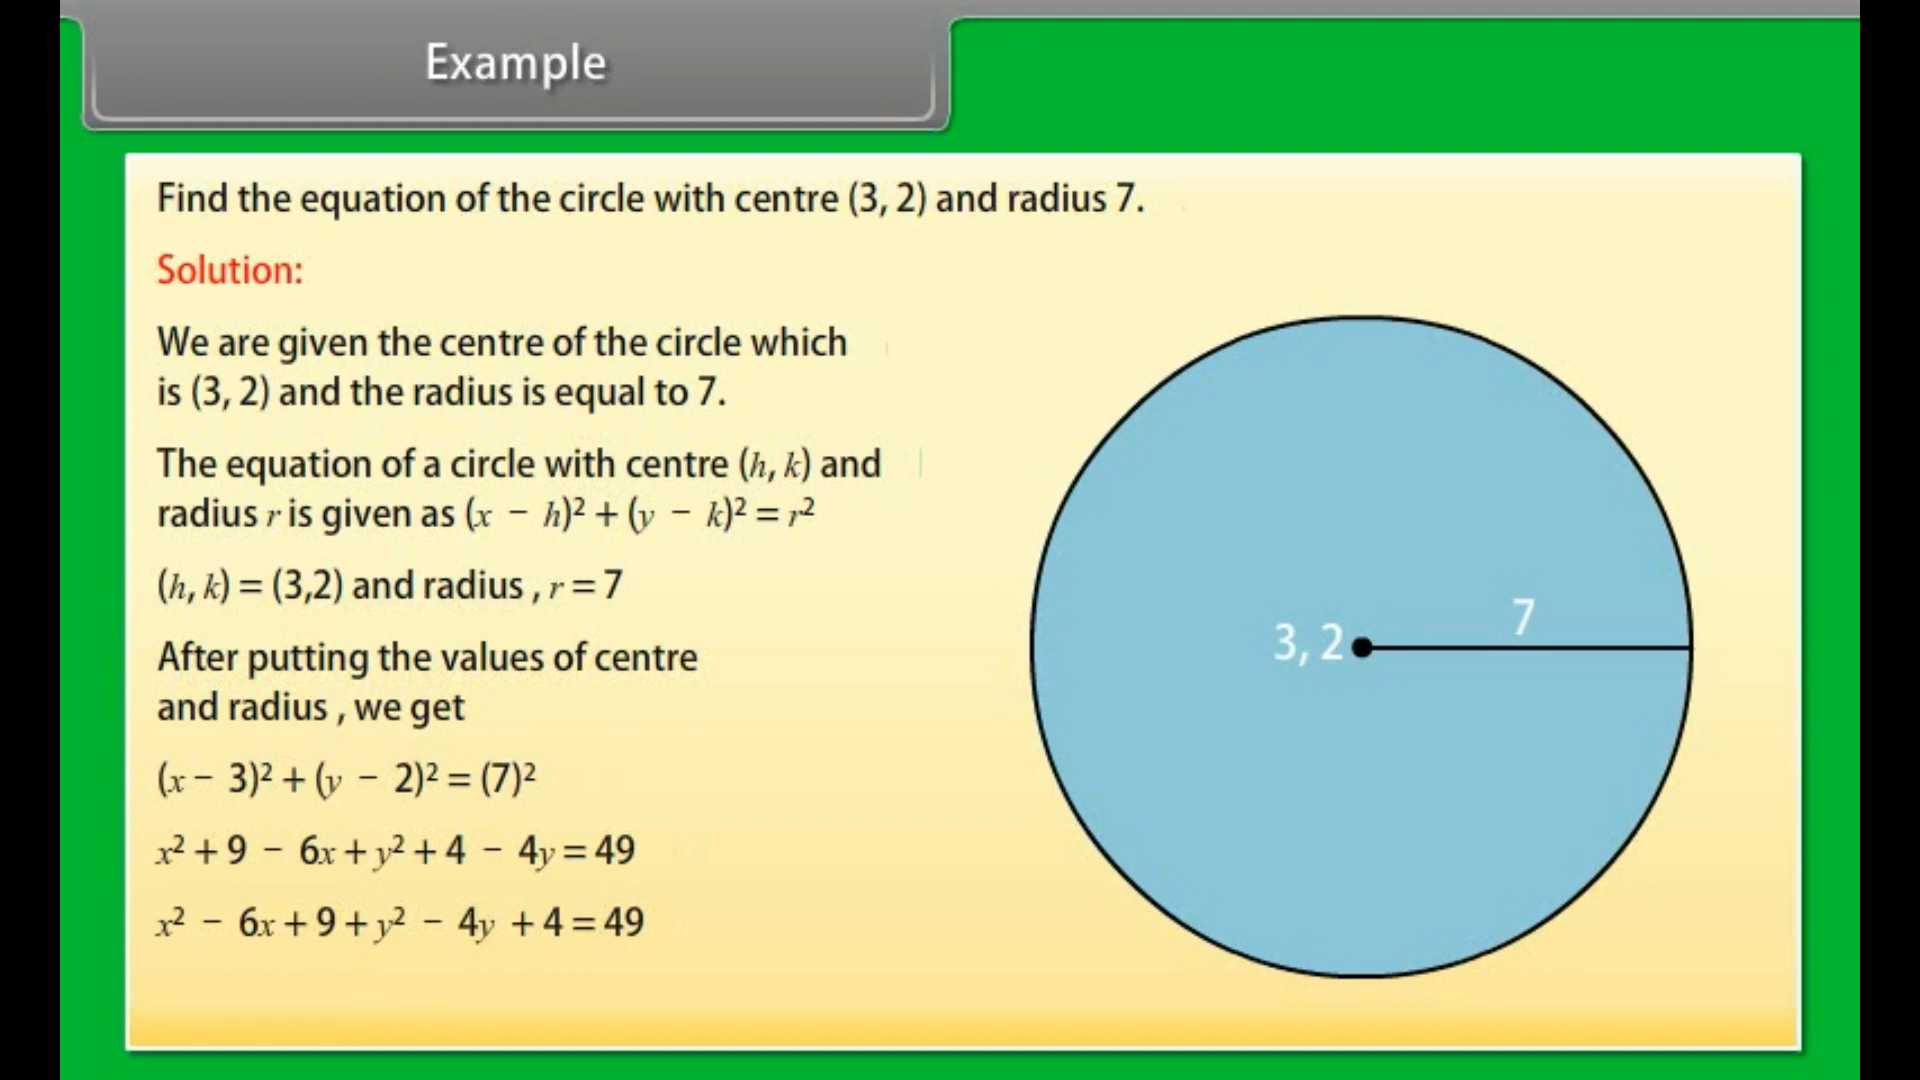 Example
Find the equation of the circle with centre (3, 2) and radius 7.
Solution:
We are given the centre of the circle which
is (3, 2) and the radius is equal to 7.
The equation of a circle with centre (h, k) and
radius r is given as (x − h)² + (y − k)² = r²
(h, k) = (3,2) and radius , r = 7
After putting the values of centre
and radius , we get
(x − 3)² + (y − 2)² = (7)²
x² + 9 − 6x + y² + 4 − 4y = 49
x² − 6x + 9 + y² − 4y + 4 = 49
7
3, 2